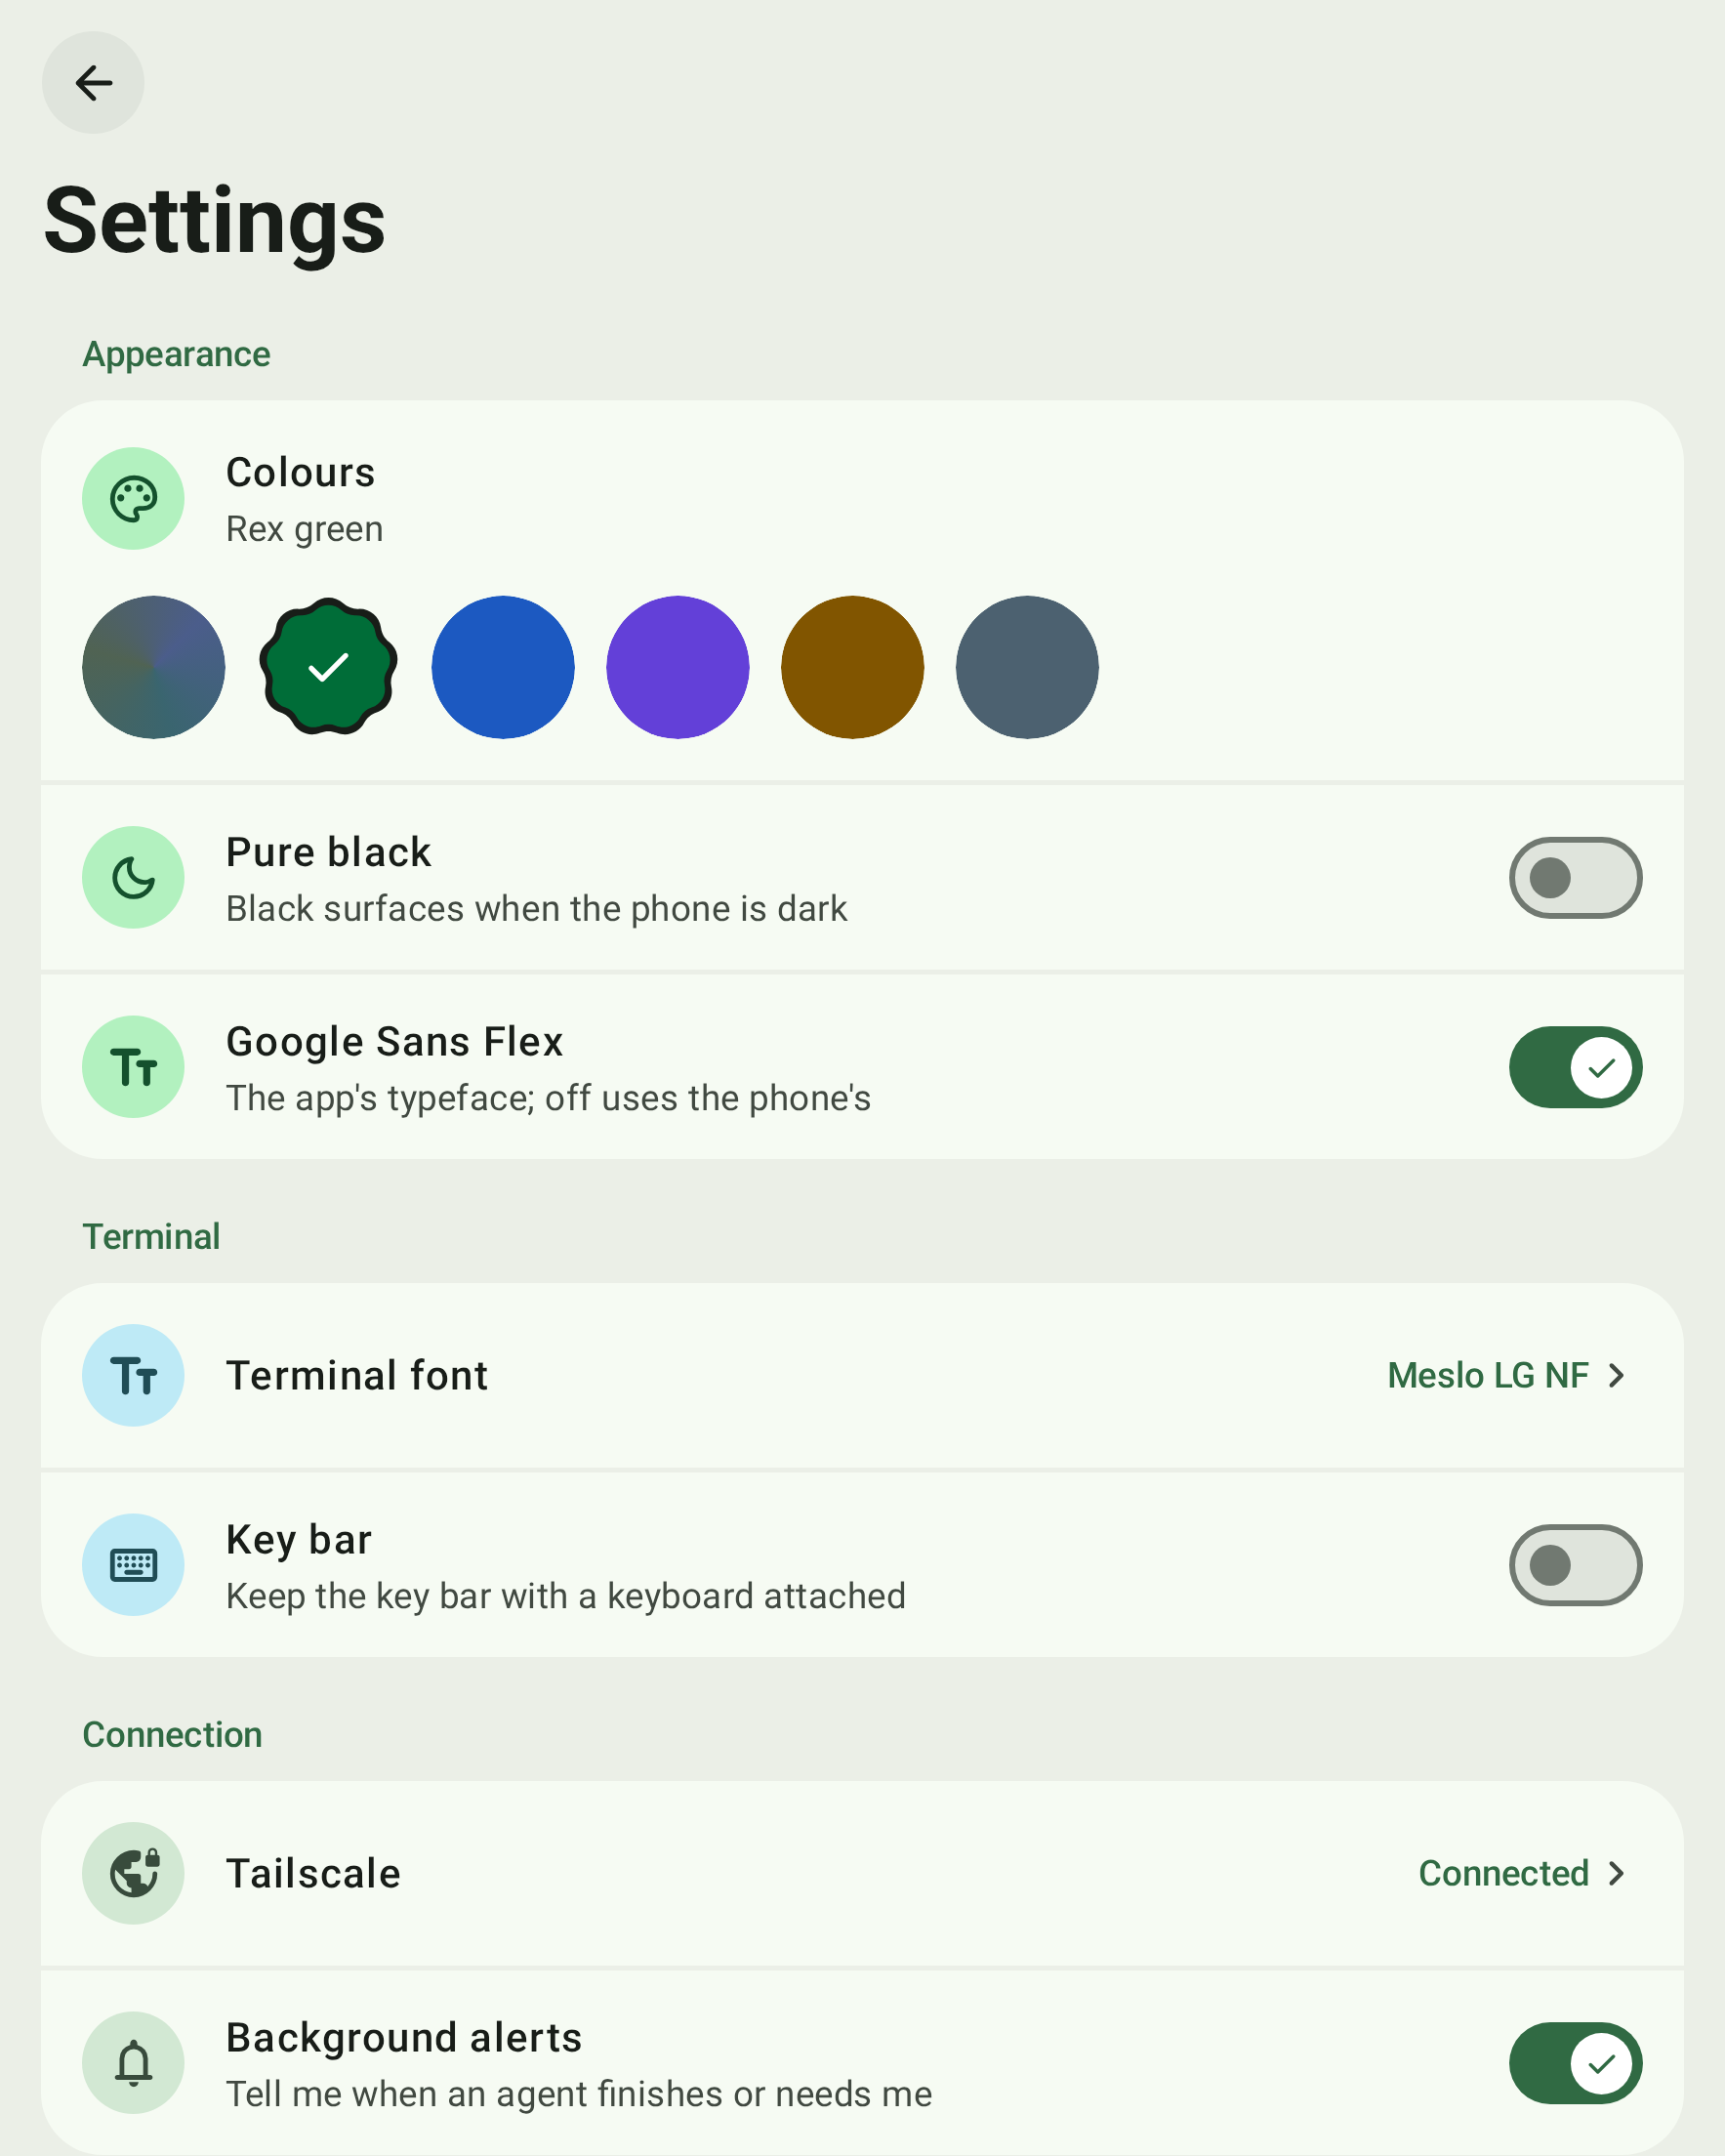 Settings
Appearance
Colours
Rex green
Pure black
Black surfaces when the phone is dark
Google Sans Flex
The app's typeface; off uses the phone's
Terminal
Terminal font
Meslo LG NF
Key bar
Keep the key bar with a keyboard attached
Connection
Tailscale
Connected
Background alerts
Tell me when an agent finishes or needs me